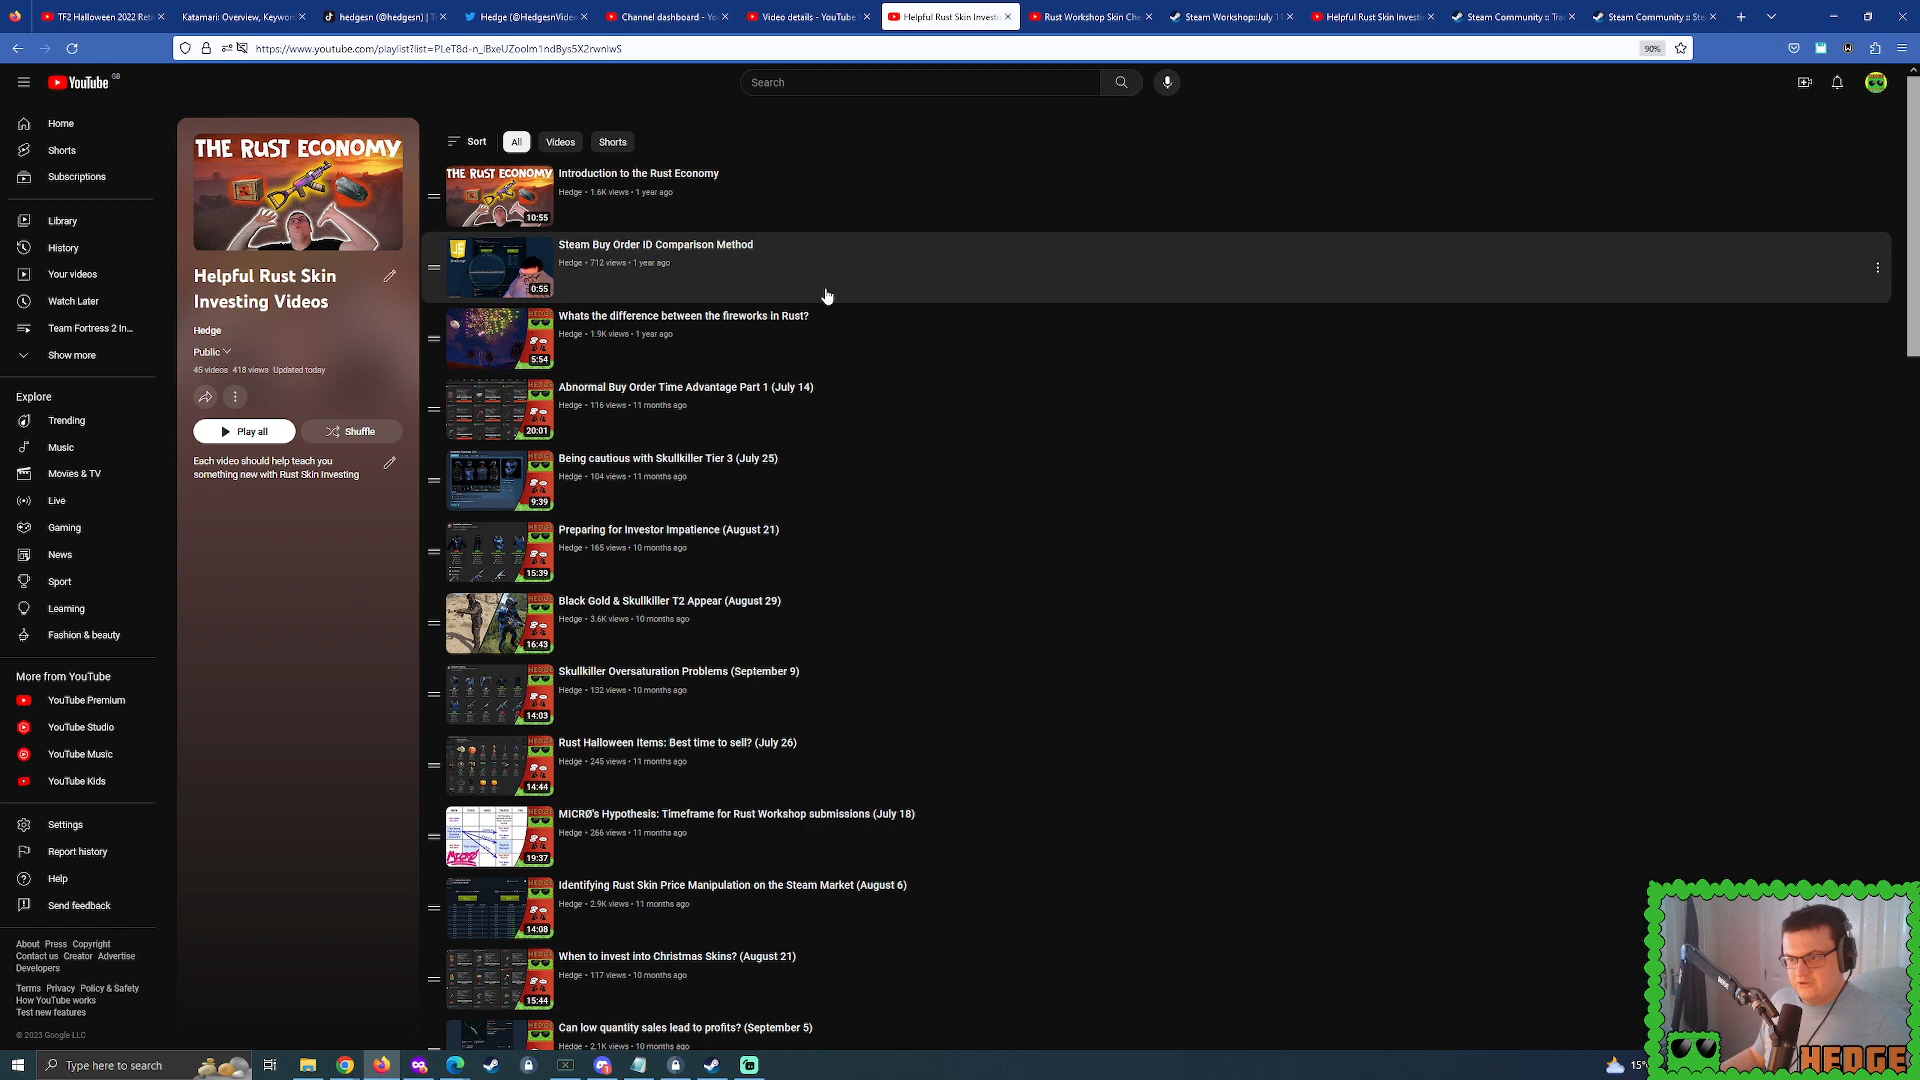 TF2 Halloween 2022 Ret
Katamari: Overview, Keywor
hedgesn (@hedgesn) | Ti
Hedge (@HedgesnVideo
Channel dashboard - Yo
Video details - YouTube S
Helpful Rust Skin Investi
Rust Workshop Skin Che
Steam Workshop::July 1
Helpful Rust Skin Investi
Steam Community :: Tra
Steam Community :: Ste
90%
YouTube GB
Search
Home
Shorts
Subscriptions
Library
History
Your videos
Watch Later
Team Fortress 2 In...
Show more
Explore
Trending
Music
Movies & TV
Live
Gaming
News
Sport
Learning
Fashion & beauty
More from YouTube
YouTube Premium
YouTube Studio
YouTube Music
YouTube Kids
Settings
Report history
Help
Send feedback
About Press Copyright
Contact us Creator Advertise
Developers
Terms Privacy Policy & Safety
How YouTube works
Test new features
© 2023 Google LLC
THE RUST ECONOMY
Helpful Rust Skin
Investing Videos
Hedge
Public
45 videos 418 views Updated today
Play all
Shuffle
Each video should help teach you
something new with Rust Skin Investing
Sort
All
Videos
Shorts
THE RUST ECONOMY
10:55
Introduction to the Rust Economy
Hedge • 1.6K views • 1 year ago
JS
0:55
Steam Buy Order ID Comparison Method
Hedge • 712 views • 1 year ago
5:54
Whats the difference between the fireworks in Rust?
Hedge • 1.9K views • 1 year ago
HEDGE
20:01
Abnormal Buy Order Time Advantage Part 1 (July 14)
Hedge • 116 views • 11 months ago
HEDGE
9:39
Being cautious with Skullkiller Tier 3 (July 25)
Hedge • 104 views • 11 months ago
HEDGE
15:39
Preparing for Investor Impatience (August 21)
Hedge • 165 views • 10 months ago
HEDGE
16:43
Black Gold & Skullkiller T2 Appear (August 29)
Hedge • 3.6K views • 10 months ago
HEDGE
14:03
Skullkiller Oversaturation Problems (September 9)
Hedge • 132 views • 10 months ago
HEDGE
14:44
Rust Halloween Items: Best time to sell? (July 26)
Hedge • 245 views • 11 months ago
HEDGE
MICRØ
19:37
MICRØ's Hypothesis: Timeframe for Rust Workshop submissions (July 18)
Hedge • 266 views • 11 months ago
HEDGE
14:08
Identifying Rust Skin Price Manipulation on the Steam Market (August 6)
Hedge • 2.9K views • 11 months ago
HEDGE
15:44
When to invest into Christmas Skins? (August 21)
Hedge • 117 views • 10 months ago
HEDGE
Can low quantity sales lead to profits? (September 5)
Hedge • 2.1K views • 10 months ago
HEDGE
Type here to search
15°